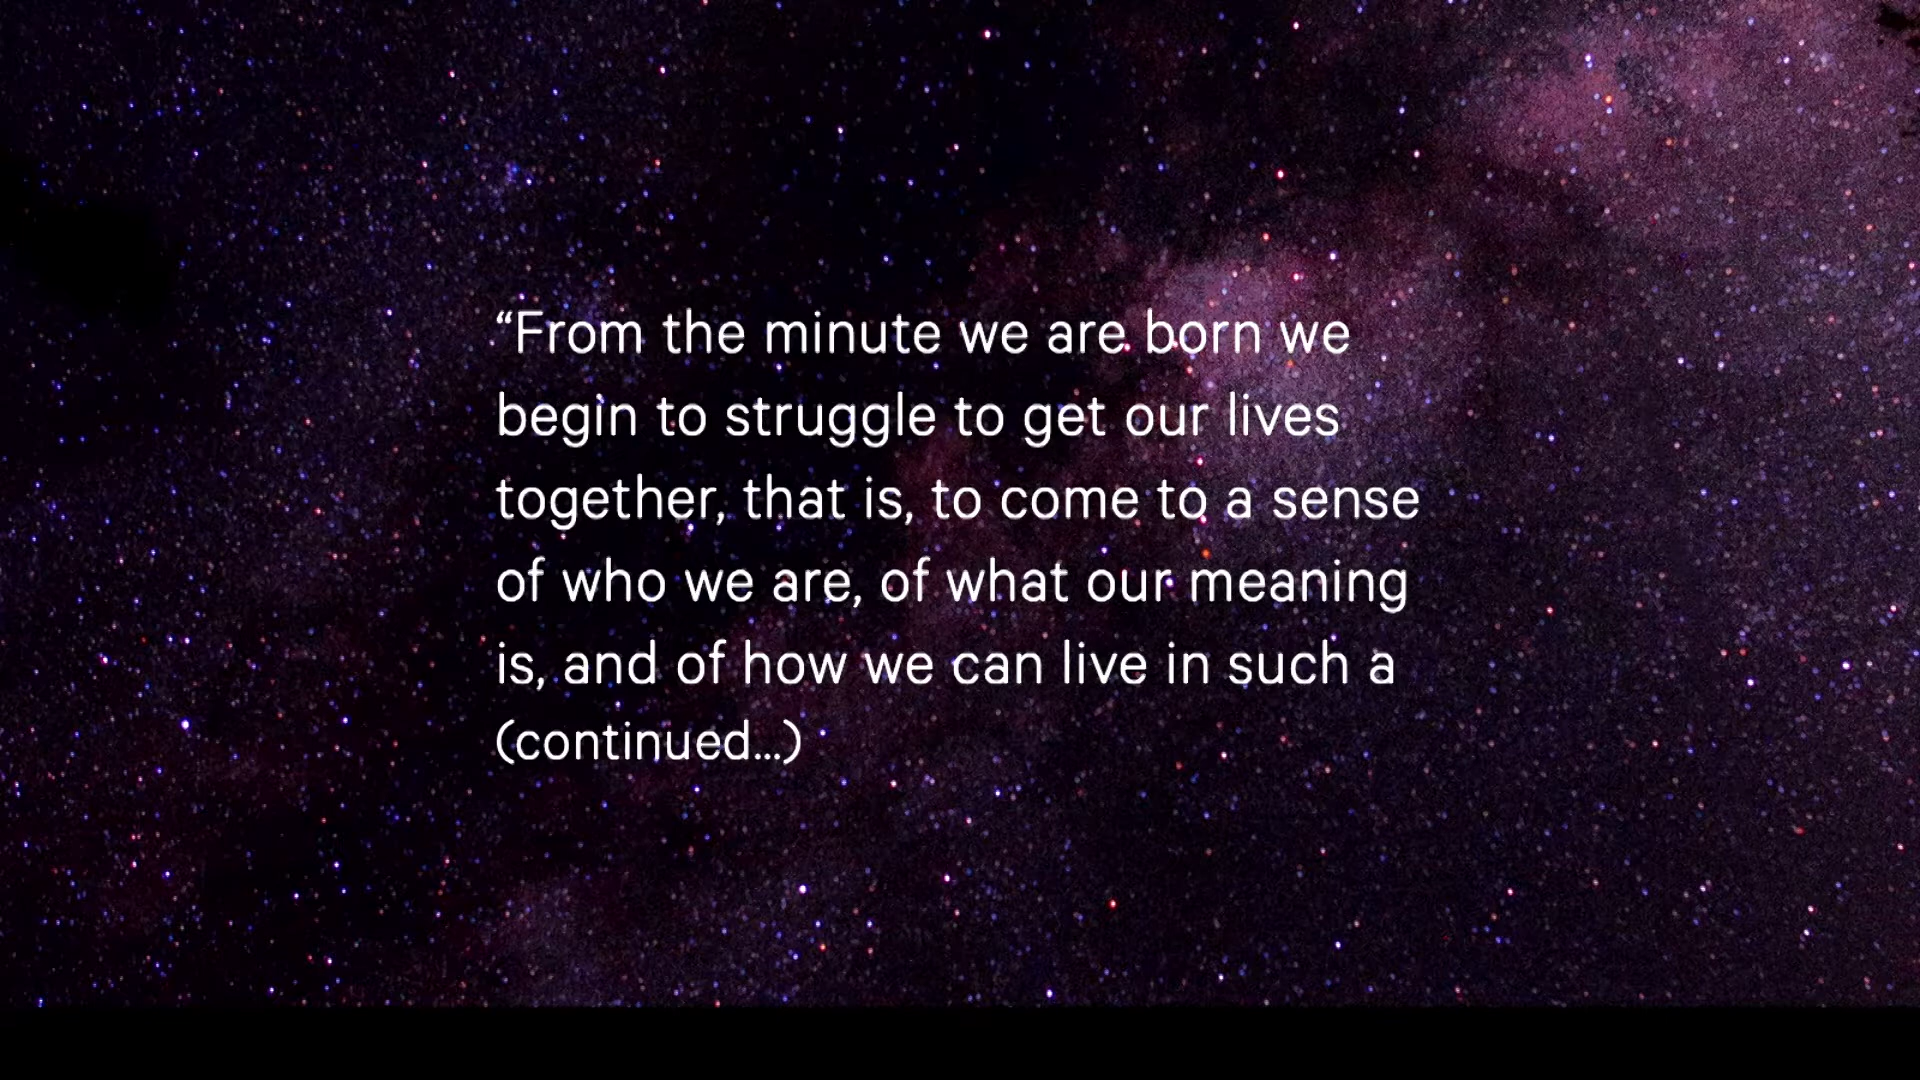 “From the minute we are born we
begin to struggle to get our lives
together, that is, to come to a sense
of who we are, of what our meaning
is, and of how we can live in such a
(continued...)